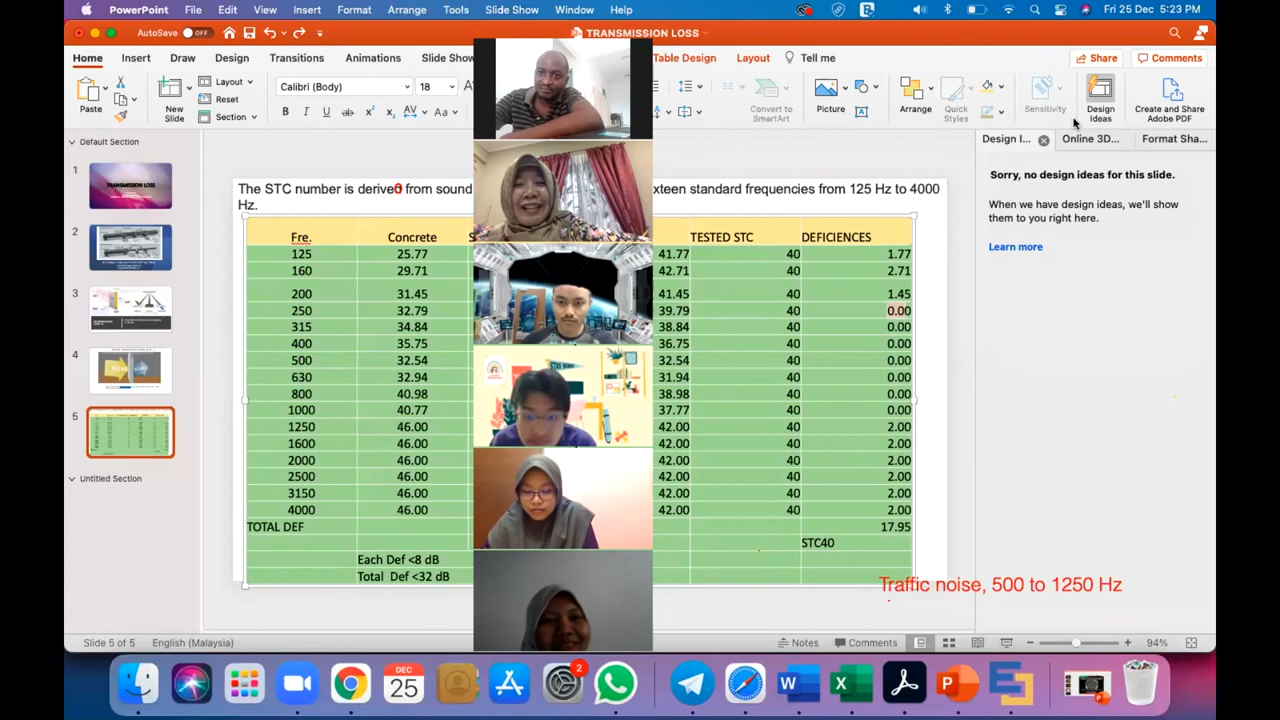 PowerPoint File Edit View Insert Format Arrange Tools Slide Show Window Help Fri 25 Dec 5:23 PM
AutoSave OFF TRANSMISSION LOSS
Home Insert Draw Design Transitions Animations Slide Show Table Design Layout Tell me Share Comments
Paste New Slide Layout Reset Section Calibri (Body) 18 Convert to SmartArt Picture Arrange Quick Styles Sensitivity Design Ideas Create and Share Adobe PDF
B I U ab x² x₂ AV Aa
Default Section
1
TRANSMISSION LOSS
2
3
4
5
Untitled Section
The STC number is derived from sound xteen standard frequencies from 125 Hz to 4000
Hz.
Fre. Concrete S TESTED STC DEFICIENCES
125 25.77 41.77 40 1.77
160 29.71 42.71 40 2.71
200 31.45 41.45 40 1.45
250 32.79 39.79 40 0.00
315 34.84 38.84 40 0.00
400 35.75 36.75 40 0.00
500 32.54 32.54 40 0.00
630 32.94 31.94 40 0.00
800 40.98 38.98 40 0.00
1000 40.77 37.77 40 0.00
1250 46.00 42.00 40 2.00
1600 46.00 42.00 40 2.00
2000 46.00 42.00 40 2.00
2500 46.00 42.00 40 2.00
3150 46.00 42.00 40 2.00
4000 46.00 42.00 40 2.00
TOTAL DEF 17.95
STC40
Each Def <8 dB
Total Def <32 dB
Traffic noise, 500 to 1250 Hz
Design I... Online 3D... Format Sha...
Sorry, no design ideas for this slide.
When we have design ideas, we'll show
them to you right here.
Learn more
Slide 5 of 5 English (Malaysia) Notes Comments 94%
DEC
25
2